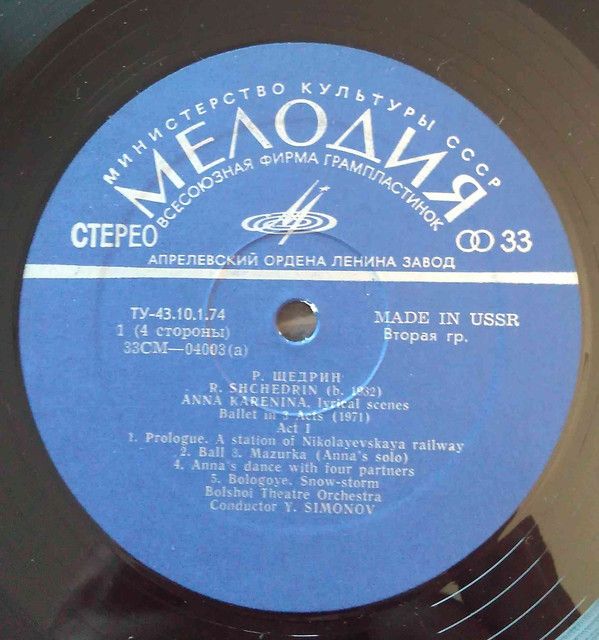 МИНИСТЕРСТВО КУЛЬТУРЫ СССР
МЕЛОДИЯ
ВСЕСОЮЗНАЯ ФИРМА ГРАМПЛАСТИНОК
СТЕРЕО
33
АПРЕЛЕВСКИЙ ОРДЕНА ЛЕНИНА ЗАВОД
ТУ-43.10.1.74
MADE IN USSR
1 (4 стороны)
Вторая гр.
33СМ—04003(а)
Р. ЩЕДРИН
R. SHCHEDRIN (b. 1932)
ANNA KARENINA, lyrical scenes
Ballet in 3 Acts (1971)
Act I
1. Prologue. A station of Nikolayevskaya railway
2. Ball 3. Mazurka (Anna's solo)
4. Anna's dance with four partners
5. Bologoye. Snow-storm
Bolshoi Theatre Orchestra
Conductor Y. SIMONOV